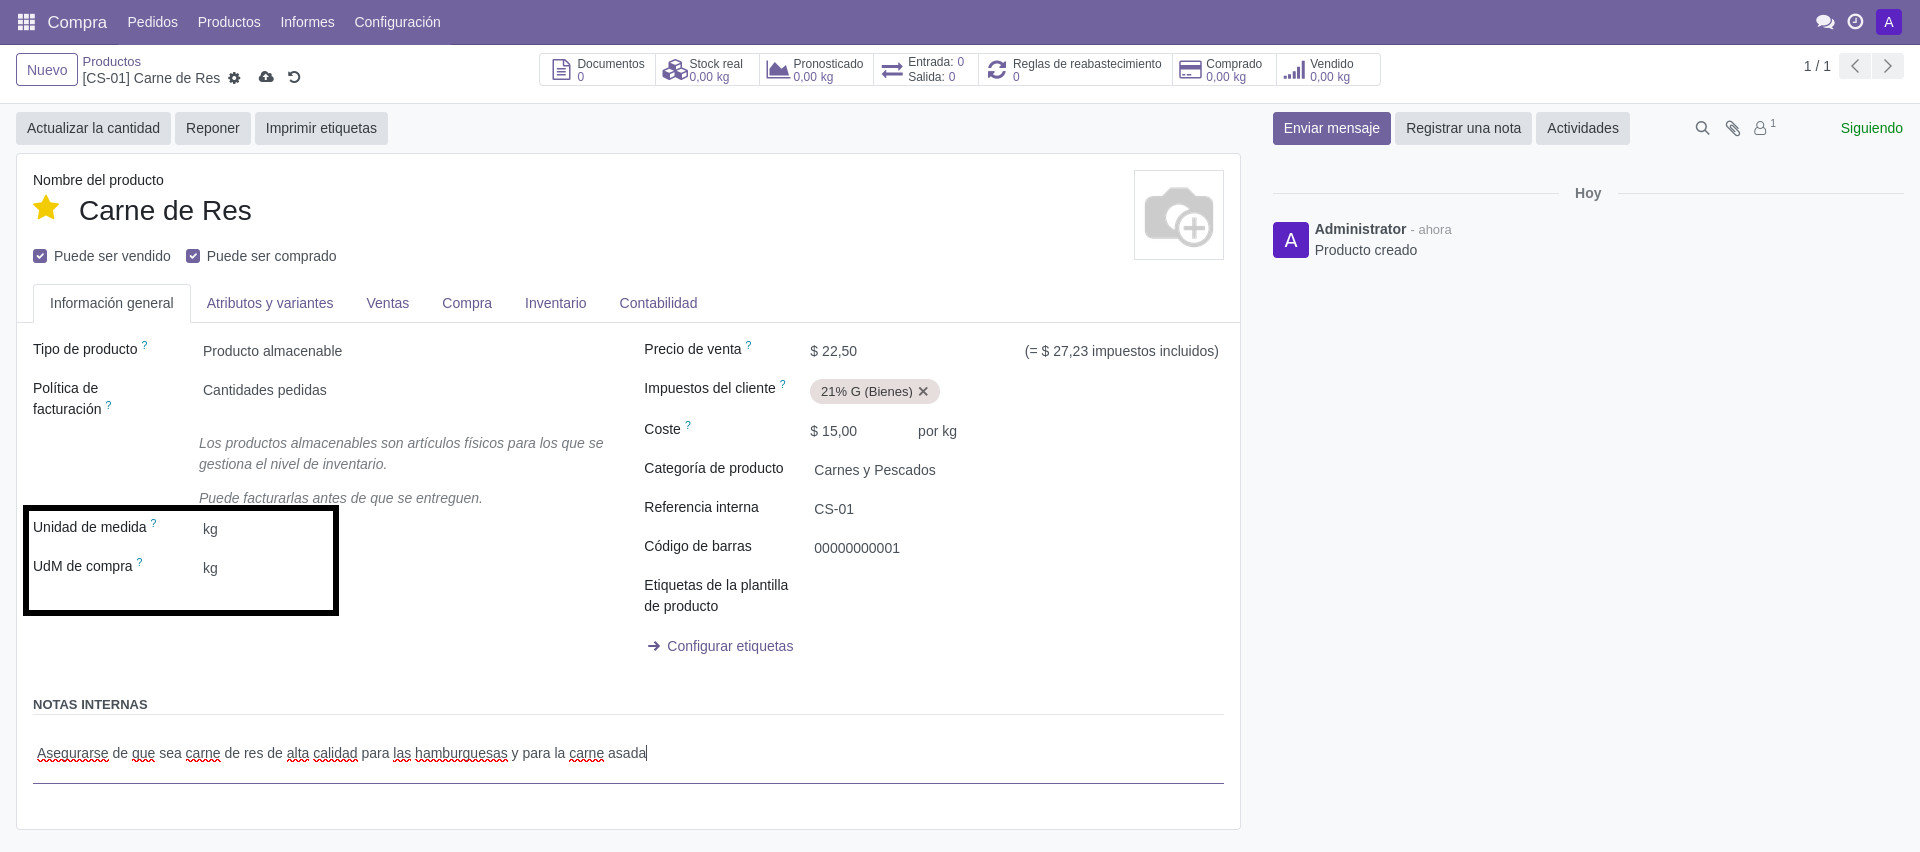 Compra Pedidos Productos Informes Configuración A
Nuevo Productos
[CS-01] Carne de Res
Documentos
0
Stock real
0,00 kg
Pronosticado
0,00 kg
Entrada: 0
Salida: 0
Reglas de reabastecimiento
0
Comprado
0,00 kg
Vendido
0,00 kg
1 / 1
Actualizar la cantidad Reponer Imprimir etiquetas
Enviar mensaje Registrar una nota Actividades 1 Siguiendo
Nombre del producto
Carne de Res
Puede ser vendido Puede ser comprado
Información general Atributos y variantes Ventas Compra Inventario Contabilidad
Tipo de producto ? Producto almacenable
Política de
facturación ?
Cantidades pedidas
Los productos almacenables son artículos físicos para los que se
gestiona el nivel de inventario.
Puede facturarlas antes de que se entreguen.
Unidad de medida ? kg
UdM de compra ? kg
Precio de venta ? $ 22,50 (= $ 27,23 impuestos incluidos)
Impuestos del cliente ? 21% G (Bienes)
Coste ? $ 15,00 por kg
Categoría de producto Carnes y Pescados
Referencia interna CS-01
Código de barras 00000000001
Etiquetas de la plantilla
de producto
Configurar etiquetas
NOTAS INTERNAS
Asegurarse de que sea carne de res de alta calidad para las hamburguesas y para la carne asada
Hoy
A
Administrator - ahora
Producto creado